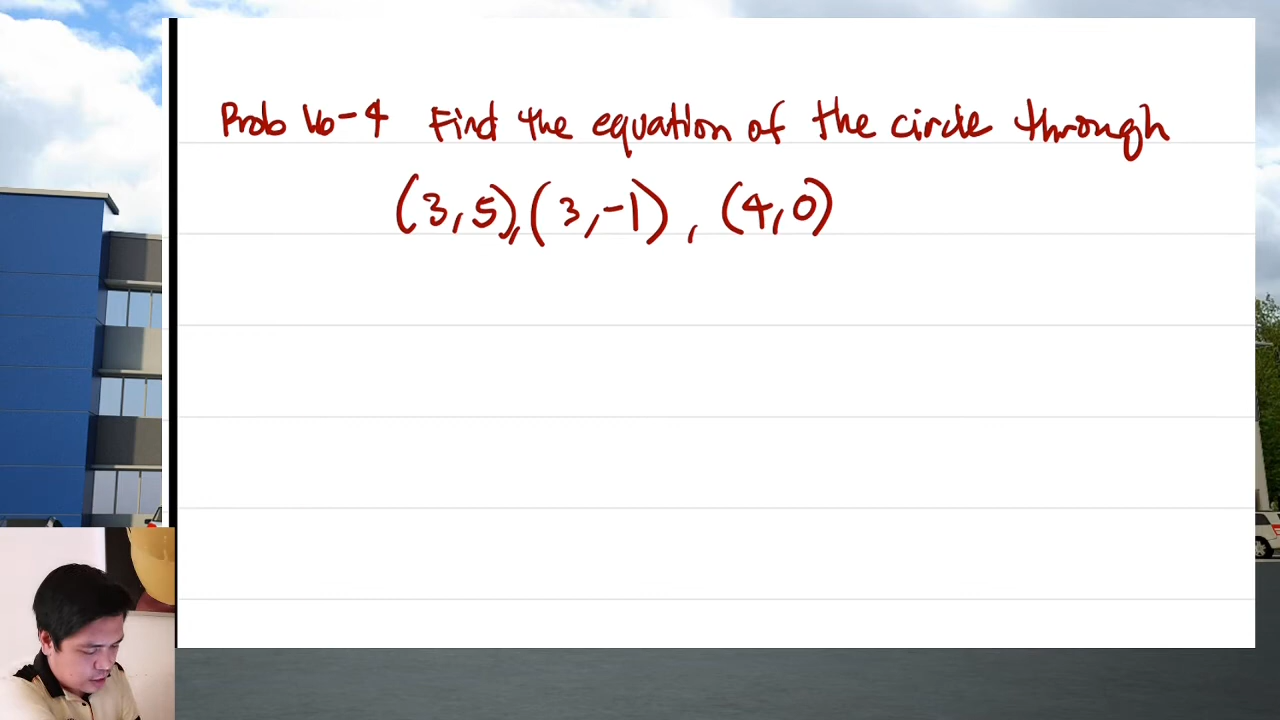 Prob 16-4 Find the equation of the circle through
(3,5),(3,-1), (4,0)